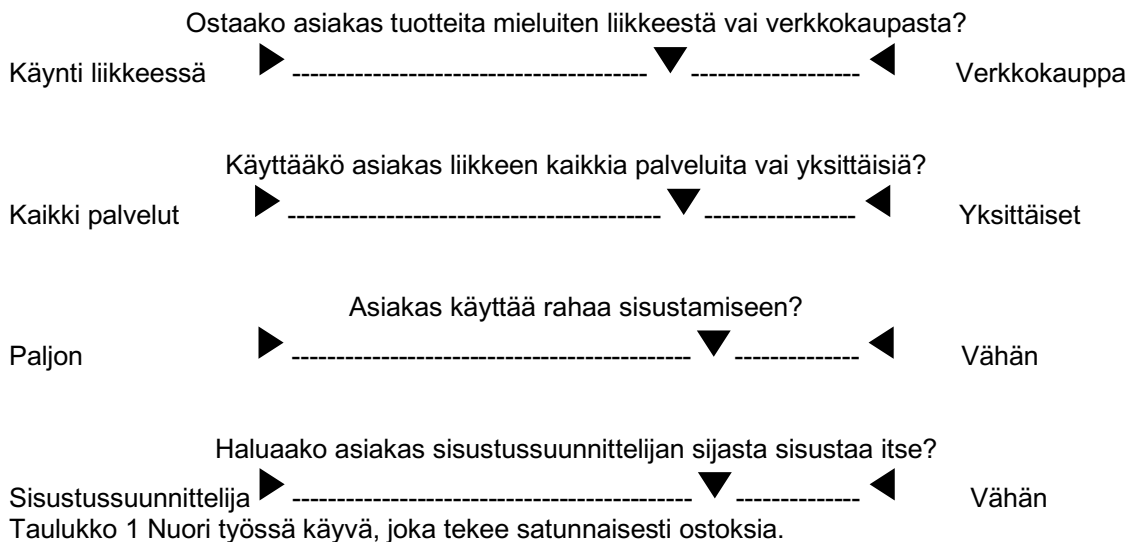 Ostaako asiakas tuotteita mieluiten liikkeestä vai verkkokaupasta?
Käynti liikkeessä ▶ ---------------------------------------- ▼ ------------------- ◀ Verkkokauppa
Käyttääkö asiakas liikkeen kaikkia palveluita vai yksittäisiä?
Kaikki palvelut ▶ ------------------------------------------ ▼ ----------------- ◀ Yksittäiset
Asiakas käyttää rahaa sisustamiseen?
Paljon ▶ --------------------------------------------- ▼ -------------- ◀ Vähän
Haluaako asiakas sisustussuunnittelijan sijasta sisustaa itse?
Sisustussuunnittelija ▶ --------------------------------------------- ▼ -------------- ◀ Vähän
Taulukko 1 Nuori työssä käyvä, joka tekee satunnaisesti ostoksia.